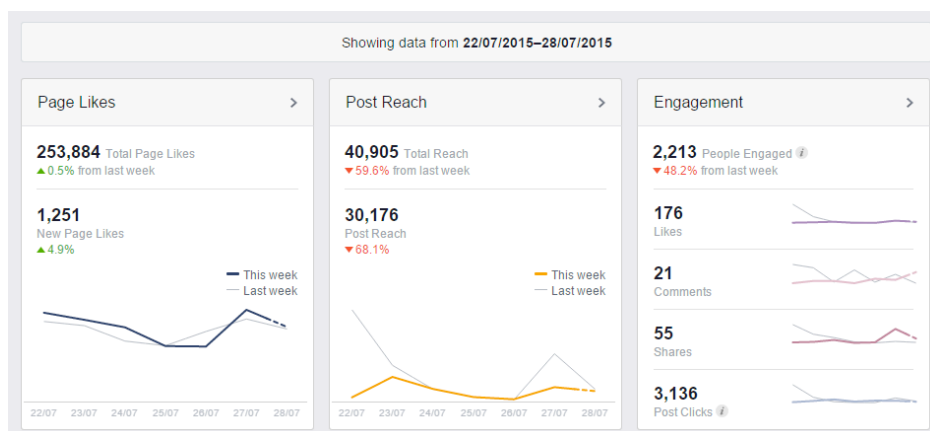 Showing data from 22/07/2015–28/07/2015
Page Likes
253,884 Total Page Likes
0.5% from last week
1,251
New Page Likes
4.9%
This week
Last week
22/07 23/07 24/07 25/07 26/07 27/07 28/07
Post Reach
40,905 Total Reach
59.6% from last week
30,176
Post Reach
68.1%
This week
Last week
22/07 23/07 24/07 25/07 26/07 27/07 28/07
Engagement
2,213 People Engaged i
48.2% from last week
176
Likes
21
Comments
55
Shares
3,136
Post Clicks i